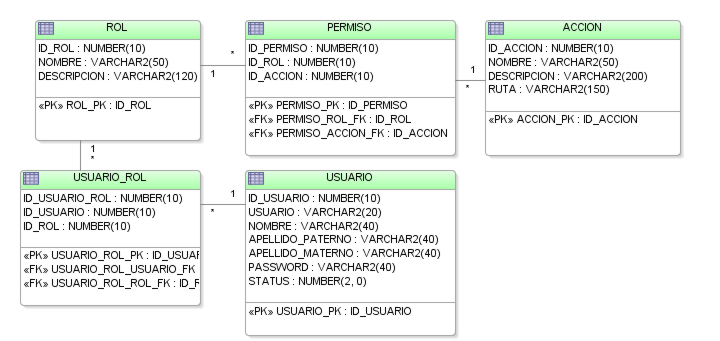 ROL
ID_ROL : NUMBER(10)
NOMBRE : VARCHAR2(50)
DESCRIPCION : VARCHAR2(120)
«PK» ROL_PK : ID_ROL
1
*
PERMISO
ID_PERMISO : NUMBER(10)
ID_ROL : NUMBER(10)
ID_ACCION : NUMBER(10)
«PK» PERMISO_PK : ID_PERMISO
«FK» PERMISO_ROL_FK : ID_ROL
«FK» PERMISO_ACCION_FK : ID_ACCION
1
*
ACCION
ID_ACCION : NUMBER(10)
NOMBRE : VARCHAR2(50)
DESCRIPCION : VARCHAR2(200)
RUTA : VARCHAR2(150)
«PK» ACCION_PK : ID_ACCION
1
*
USUARIO_ROL
ID_USUARIO_ROL : NUMBER(10)
ID_USUARIO : NUMBER(10)
ID_ROL : NUMBER(10)
«PK» USUARIO_ROL_PK : ID_USUAR
«FK» USUARIO_ROL_USUARIO_FK
«FK» USUARIO_ROL_ROL_FK : ID_R
1
*
USUARIO
ID_USUARIO : NUMBER(10)
USUARIO : VARCHAR2(20)
NOMBRE : VARCHAR2(40)
APELLIDO_PATERNO : VARCHAR2(40)
APELLIDO_MATERNO : VARCHAR2(40)
PASSWORD : VARCHAR2(40)
STATUS : NUMBER(2, 0)
«PK» USUARIO_PK : ID_USUARIO